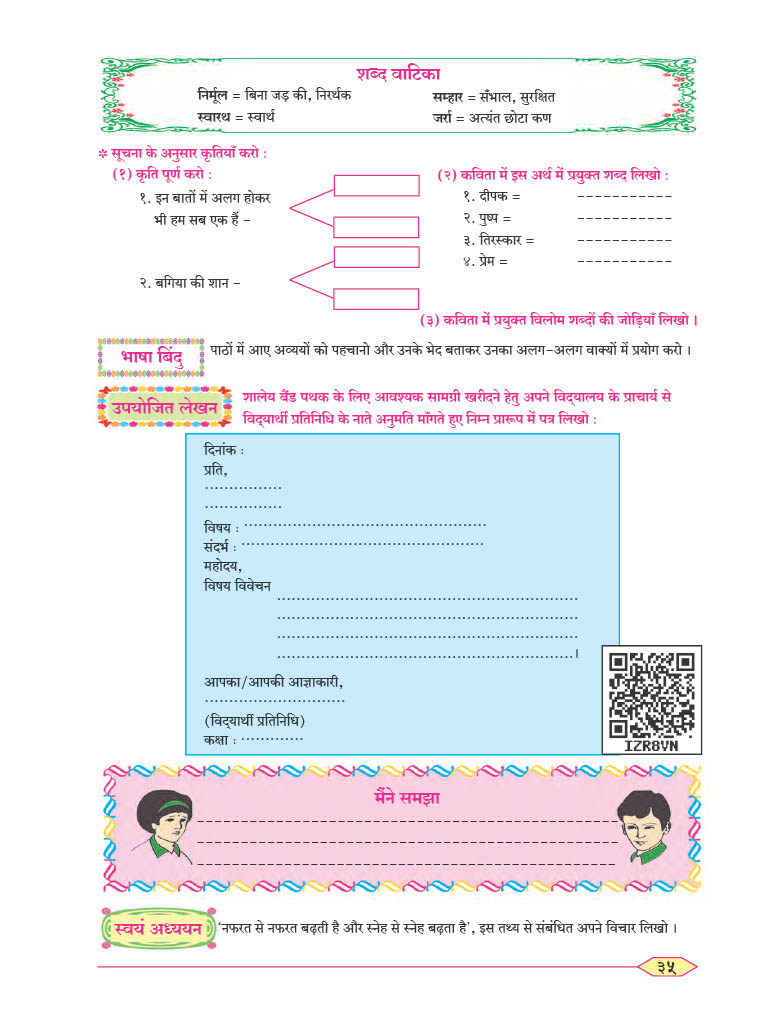 शब्द वाटिका
निर्मूल = बिना जड़ की, निरर्थक
सम्हार = सँभाल, सुरक्षित
स्वारथ = स्वार्थ
जर्रा = अत्यंत छोटा कण
* सूचना के अनुसार कृतियाँ करो :
(१) कृति पूर्ण करो :
१. इन बातों में अलग होकर
भी हम सब एक हैं -
२. बगिया की शान -
(२) कविता में इस अर्थ में प्रयुक्त शब्द लिखो :
१. दीपक = -----------
२. पुष्प = -----------
३. तिरस्कार = -----------
४. प्रेम = -----------
(३) कविता में प्रयुक्त विलोम शब्दों की जोड़ियाँ लिखो ।
भाषा बिंदु
पाठों में आए अव्ययों को पहचानो और उनके भेद बताकर उनका अलग-अलग वाक्यों में प्रयोग करो ।
उपयोजित लेखन
शालेय बैंड पथक के लिए आवश्यक सामग्री खरीदने हेतु अपने विद्यालय के प्राचार्य से
विद्यार्थी प्रतिनिधि के नाते अनुमति माँगते हुए निम्न प्रारूप में पत्र लिखो :
दिनांक :
प्रति,
................
................
विषय : ..................................................
संदर्भ : ..................................................
महोदय,
विषय विवेचन
..............................................................
..............................................................
..............................................................
.............................................................।
आपका/आपकी आज्ञाकारी,
.............................
(विद्यार्थी प्रतिनिधि)
कक्षा : .............
IZR8VN
मैंने समझा
स्वयं अध्ययन
‘नफरत से नफरत बढ़ती है और स्नेह से स्नेह बढ़ता है’, इस तथ्य से संबंधित अपने विचार लिखो ।
३५